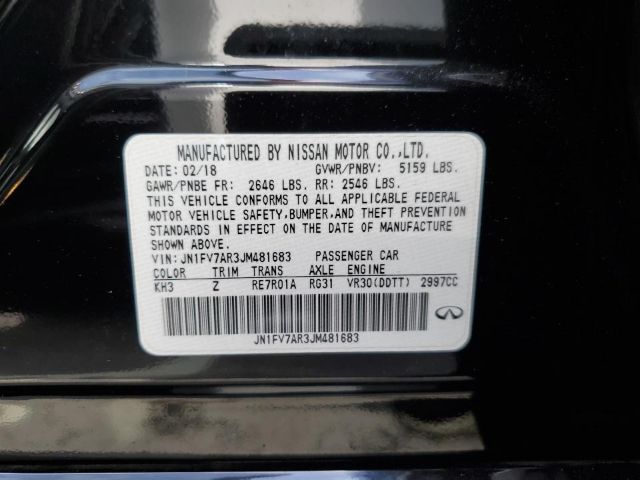 MANUFACTURED BY NISSAN MOTOR CO.,LTD.
DATE: 02/18 GVWR/PNBV: 5159 LBS.
GAWR/PNBE FR: 2646 LBS. RR: 2546 LBS.
THIS VEHICLE CONFORMS TO ALL APPLICABLE FEDERAL
MOTOR VEHICLE SAFETY,BUMPER,AND THEFT PREVENTION
STANDARDS IN EFFECT ON THE DATE OF MANUFACTURE
SHOWN ABOVE.
VIN: JN1FV7AR3JM481683 PASSENGER CAR
COLOR TRIM TRANS AXLE ENGINE
KH3 Z RE7R01A RG31 VR30(DDTT) 2997CC
JN1FV7AR3JM481683